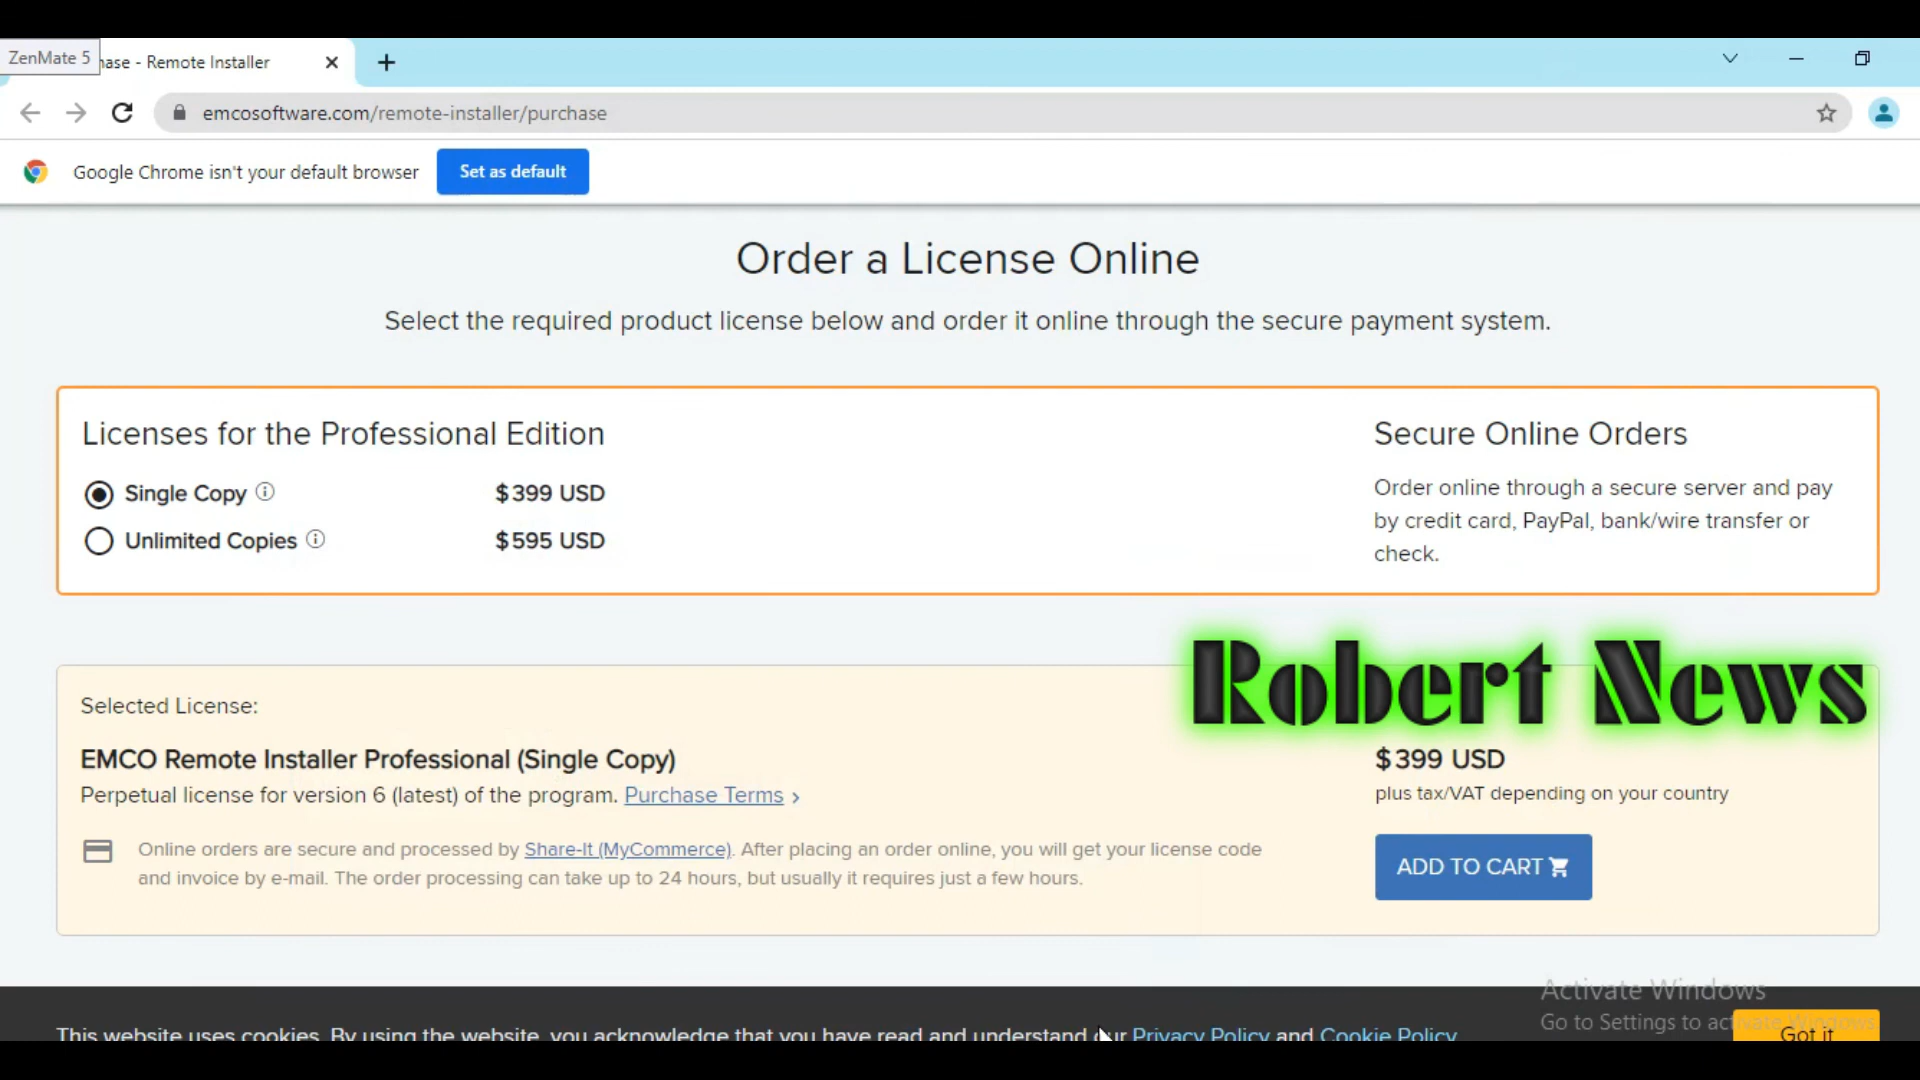 ZenMate 5
hase - Remote Installer
emcosoftware.com/remote-installer/purchase
Google Chrome isn't your default browser
Set as default
Order a License Online
Select the required product license below and order it online through the secure payment system.
Licenses for the Professional Edition
Single Copy
$399 USD
Unlimited Copies
$595 USD
Secure Online Orders
Order online through a secure server and pay
by credit card, PayPal, bank/wire transfer or
check.
Robert News
Selected License:
EMCO Remote Installer Professional (Single Copy)
Perpetual license for version 6 (latest) of the program. Purchase Terms >
$399 USD
plus tax/VAT depending on your country
Online orders are secure and processed by Share-It (MyCommerce). After placing an order online, you will get your license code
and invoice by e-mail. The order processing can take up to 24 hours, but usually it requires just a few hours.
ADD TO CART
Activate Windows
Go to Settings to activate Windows.
This website uses cookies. By using the website, you acknowledge that you have read and understand our Privacy Policy and Cookie Policy
Got it